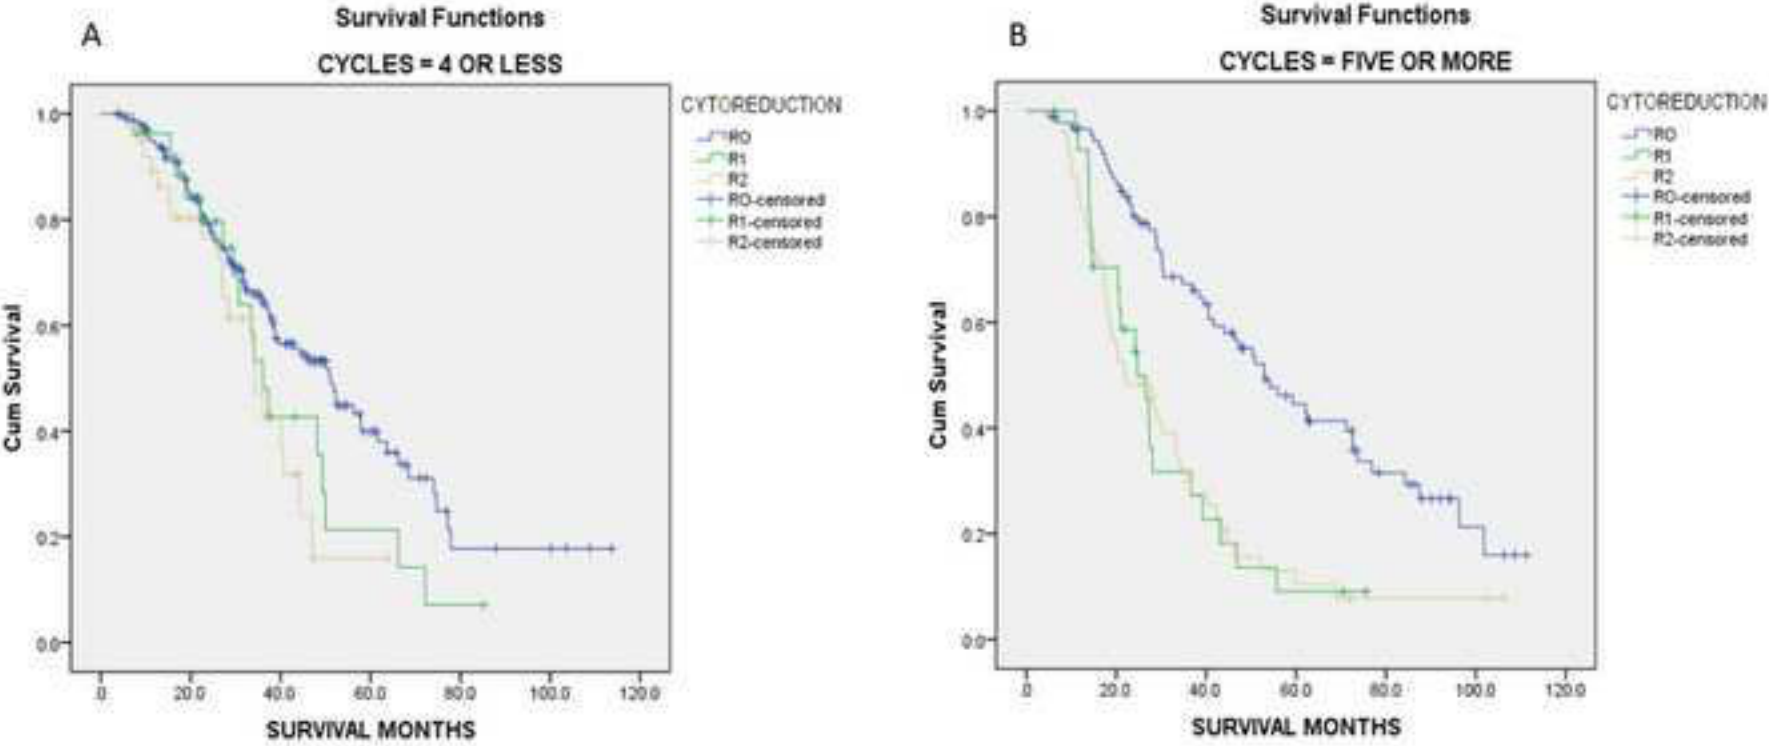 A
Survival Functions
CYCLES = 4 OR LESS
Cum Survival
1.0
0.8
0.6
0.4
0.2
0.0
.0
20.0
40.0
60.0
80.0
100.0
120.0
SURVIVAL MONTHS
CYTOREDUCTION
RO
R1
R2
RO-censored
R1-censored
R2-censored
B
Survival Functions
CYCLES = FIVE OR MORE
Cum Survival
1.0
0.8
0.6
0.4
0.2
0.0
.0
20.0
40.0
60.0
80.0
100.0
120.0
SURVIVAL MONTHS
CYTOREDUCTION
RO
R1
R2
RO-censored
R1-censored
R2-censored